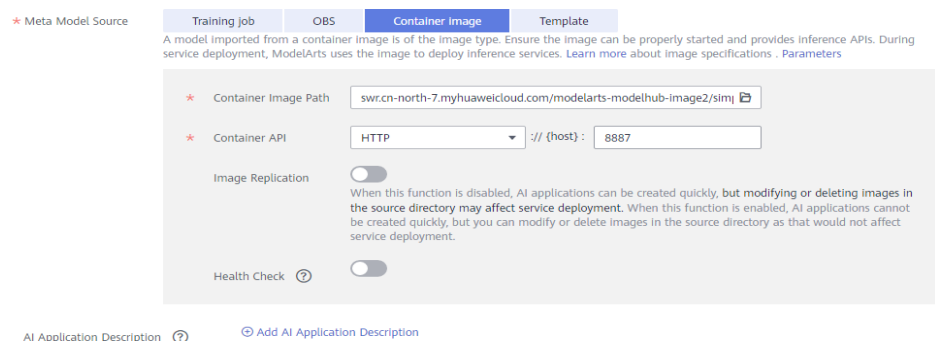 * Meta Model Source Training job OBS Container image Template
A model imported from a container image is of the image type. Ensure the image can be properly started and provides inference APIs. During
service deployment, ModelArts uses the image to deploy inference services. Learn more about image specifications . Parameters
* Container Image Path swr.cn-north-7.myhuaweicloud.com/modelarts-modelhub-image2/simp
* Container API HTTP :// {host} : 8887
Image Replication
When this function is disabled, AI applications can be created quickly, but modifying or deleting images in
the source directory may affect service deployment. When this function is enabled, AI applications cannot
be created quickly, but you can modify or delete images in the source directory as that would not affect
service deployment.
Health Check ?
AI Application Description ? Add AI Application Description